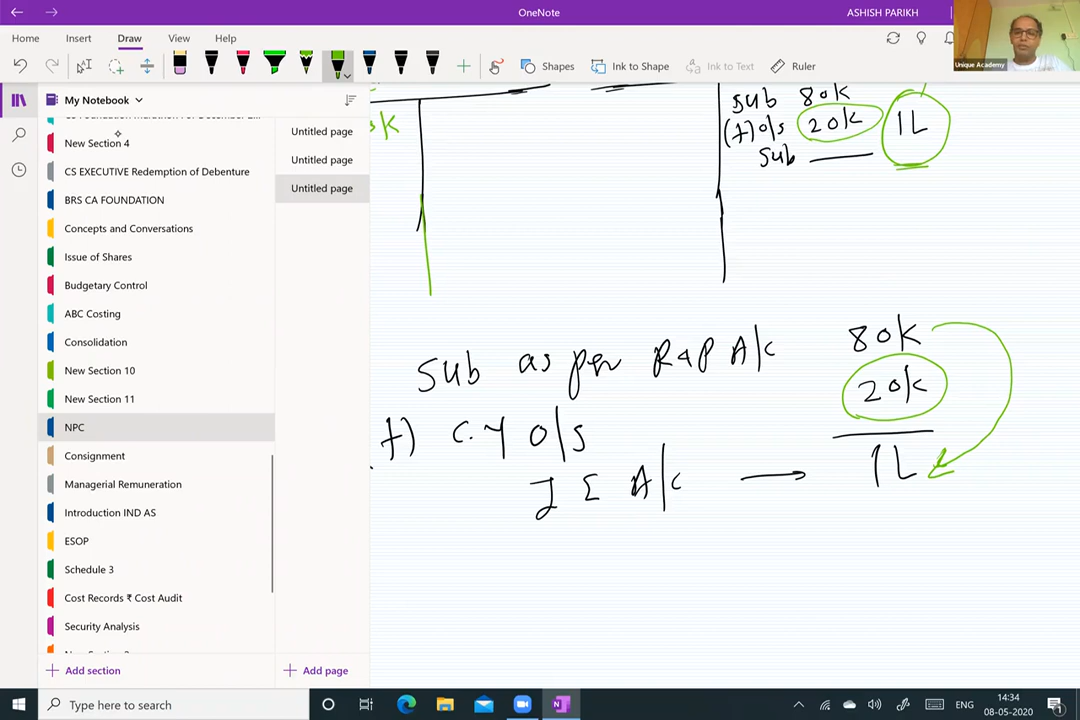 OneNote
ASHISH PARIKH
Unique Academy
Home Insert Draw View Help
Shapes Ink to Shape Ink to Text Ruler
My Notebook
New Section 4
CS EXECUTIVE Redemption of Debenture
BRS CA FOUNDATION
Concepts and Conversations
Issue of Shares
Budgetary Control
ABC Costing
Consolidation
New Section 10
New Section 11
NPC
Consignment
Managerial Remuneration
Introduction IND AS
ESOP
Schedule 3
Cost Records ₹ Cost Audit
Security Analysis
Add section
Untitled page
Untitled page
Untitled page
Add page
Sub 80K
(+) o/s 20K 1L
Sub
Sub as per R&P A/c 80K
+) C.Y o/s 20K
I E A/c 1L
Type here to search
ENG
14:34
08-05-2020
1